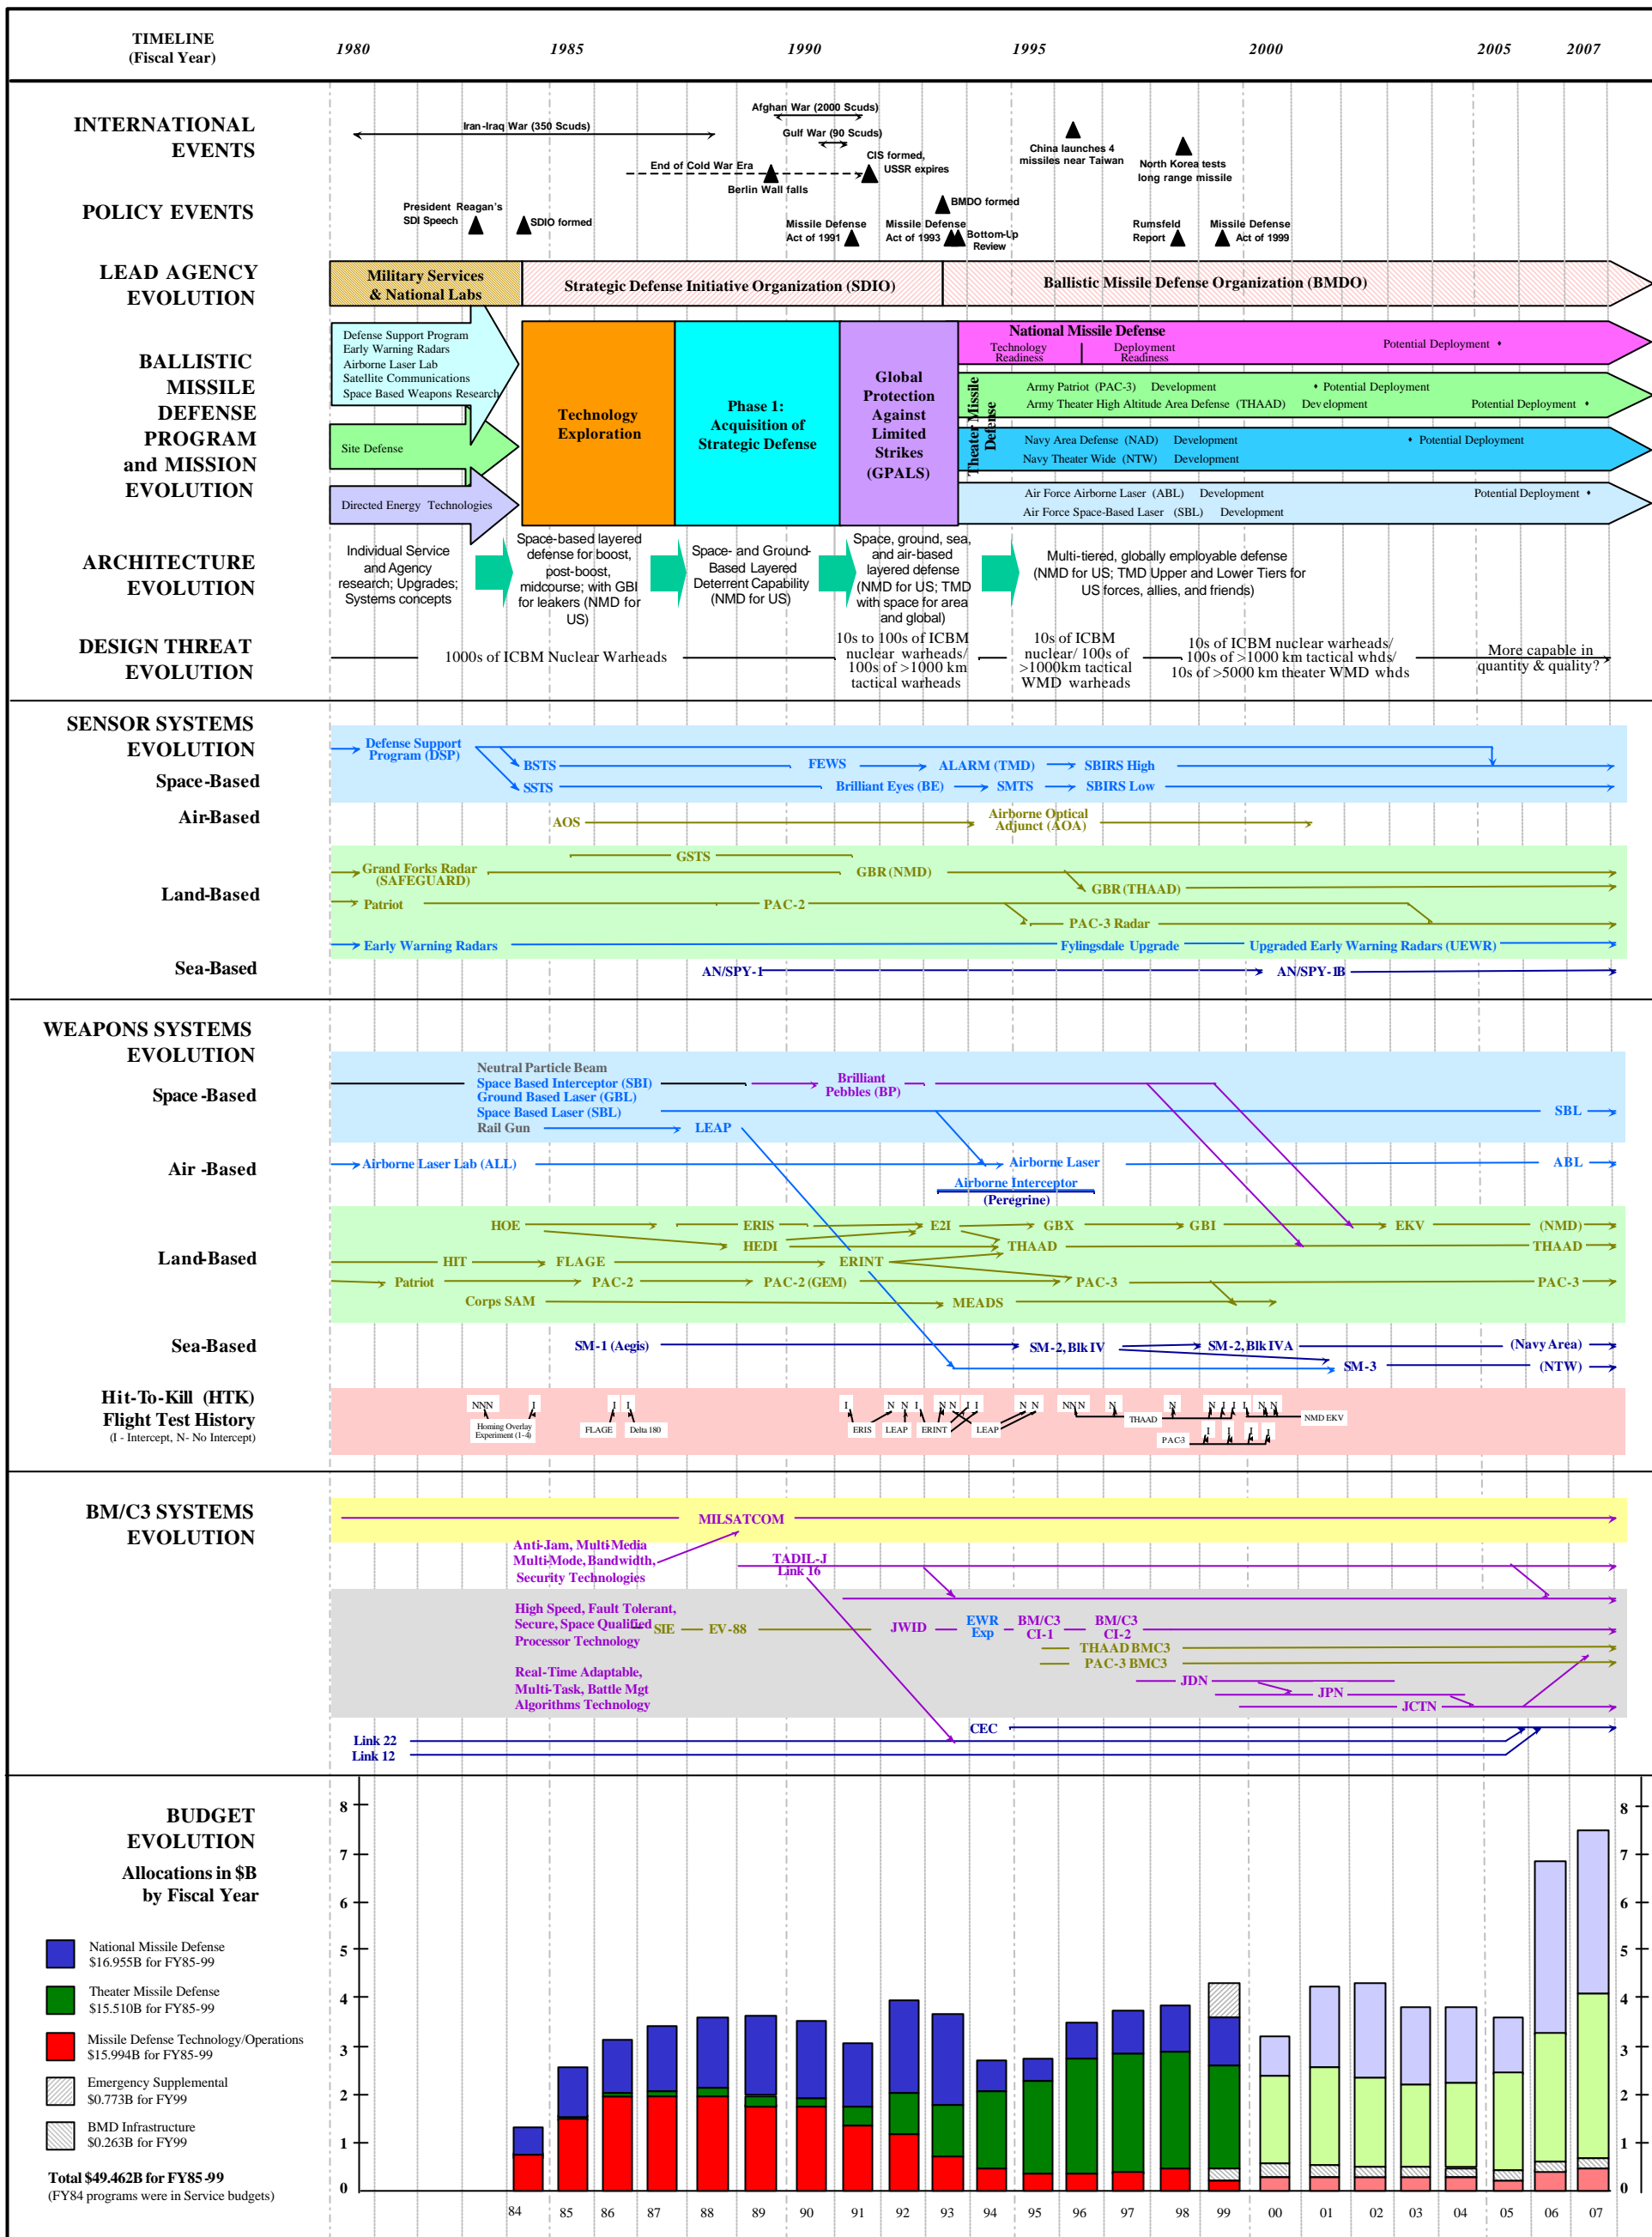 TIMELINE
(Fiscal Year)
1980 1985 1990 1995 2000 2005 2007
INTERNATIONAL
EVENTS
Afghan War (2000 Scuds)
Iran-Iraq War (350 Scuds)
Gulf War (90 Scuds)
CIS formed,
USSR expires
End of Cold War Era
Berlin Wall falls
China launches 4
missiles near Taiwan
North Korea tests
long range missile
POLICY EVENTS
President Reagan's
SDI Speech
SDIO formed
Missile Defense
Act of 1991
BMDO formed
Missile Defense
Act of 1993
Bottom-Up
Review
Rumsfeld
Report
Missile Defense
Act of 1999
LEAD AGENCY
EVOLUTION
Military Services
& National Labs
Strategic Defense Initiative Organization (SDIO)
Ballistic Missile Defense Organization (BMDO)
BALLISTIC
MISSILE
DEFENSE
PROGRAM
and MISSION
EVOLUTION
Defense Support Program
Early Warning Radars
Airborne Laser Lab
Satellite Communications
Space Based Weapons Research
Site Defense
Directed Energy Technologies
Technology
Exploration
Phase 1:
Acquisition of
Strategic Defense
Global
Protection
Against
Limited
Strikes
(GPALS)
National Missile Defense
Technology
Readiness
Deployment
Readiness
Potential Deployment
Theater Missile
Defense
Army Patriot (PAC-3) Development Potential Deployment
Army Theater High Altitude Area Defense (THAAD) Development Potential Deployment
Navy Area Defense (NAD) Development Potential Deployment
Navy Theater Wide (NTW) Development
Air Force Airborne Laser (ABL) Development Potential Deployment
Air Force Space-Based Laser (SBL) Development
ARCHITECTURE
EVOLUTION
Individual Service
and Agency
research; Upgrades;
Systems concepts
Space-based layered
defense for boost,
post-boost,
midcourse; with GBI
for leakers (NMD for
US)
Space- and Ground-
Based Layered
Deterrent Capability
(NMD for US)
Space, ground, sea,
and air-based
layered defense
(NMD for US; TMD
with space for area
and global)
Multi-tiered, globally employable defense
(NMD for US; TMD Upper and Lower Tiers for
US forces, allies, and friends)
DESIGN THREAT
EVOLUTION
1000s of ICBM Nuclear Warheads
10s to 100s of ICBM
nuclear warheads/
100s of >1000 km
tactical warheads
10s of ICBM
nuclear/ 100s of
>1000km tactical
WMD warheads
10s of ICBM nuclear warheads/
100s of >1000 km tactical whds/
10s of >5000 km theater WMD whds
More capable in
quantity & quality?
SENSOR SYSTEMS
EVOLUTION
Space-Based
Defense Support
Program (DSP)
BSTS FEWS ALARM (TMD) SBIRS High
SSTS Brilliant Eyes (BE) SMTS SBIRS Low
Air-Based
AOS
Airborne Optical
Adjunct (AOA)
Land-Based
GSTS
Grand Forks Radar
(SAFEGUARD)
GBR (NMD)
GBR (THAAD)
Patriot PAC-2
PAC-3 Radar
Early Warning Radars Fylingsdale Upgrade Upgraded Early Warning Radars (UEWR)
Sea-Based
AN/SPY-1 AN/SPY-1B
WEAPONS SYSTEMS
EVOLUTION
Space-Based
Neutral Particle Beam
Space Based Interceptor (SBI)
Ground Based Laser (GBL)
Space Based Laser (SBL)
Rail Gun LEAP
Brilliant
Pebbles (BP)
SBL
Air -Based
Airborne Laser Lab (ALL) Airborne Laser ABL
Airborne Interceptor
(Peregrine)
Land-Based
HOE ERIS E2I GBX GBI EKV (NMD)
HEDI THAAD THAAD
HIT FLAGE ERINT
Patriot PAC-2 PAC-2 (GEM) PAC-3 PAC-3
Corps SAM MEADS
Sea-Based
SM-1 (Aegis) SM-2, Blk IV SM-2, Blk IVA (Navy Area)
SM-3 (NTW)
Hit-To-Kill (HTK)
Flight Test History
(I - Intercept, N- No Intercept)
NNN I I I I N N I N N I I N N NNN N N N I I I N N
Homing Overlay
Experiment (1-4)
FLAGE Delta 180 ERIS LEAP ERINT LEAP THAAD NMD EKV
I I I I
PAC-3
BM/C3 SYSTEMS
EVOLUTION
MILSATCOM
Anti-Jam, Multi-Media
Multi-Mode, Bandwidth,
Security Technologies
TADIL-J
Link 16
High Speed, Fault Tolerant,
Secure, Space Qualified
Processor Technology
SIE EV-88 JWID
EWR
Exp
BM/C3
CI-1
BM/C3
CI-2
THAAD BMC3
PAC-3 BMC3
Real-Time Adaptable,
Multi-Task, Battle Mgt
Algorithms Technology
JDN
JPN
JCTN
CEC
Link 22
Link 12
BUDGET
EVOLUTION
Allocations in $B
by Fiscal Year
National Missile Defense
$16.955B for FY85-99
Theater Missile Defense
$15.510B for FY85-99
Missile Defense Technology/Operations
$15.994B for FY85-99
Emergency Supplemental
$0.773B for FY99
BMD Infrastructure
$0.263B for FY99
Total $49.462B for FY85-99
(FY84 programs were in Service budgets)
8 8
7 7
6 6
5 5
4 4
3 3
2 2
1 1
0 0
84 85 86 87 88 89 90 91 92 93 94 95 96 97 98 99 00 01 02 03 04 05 06 07